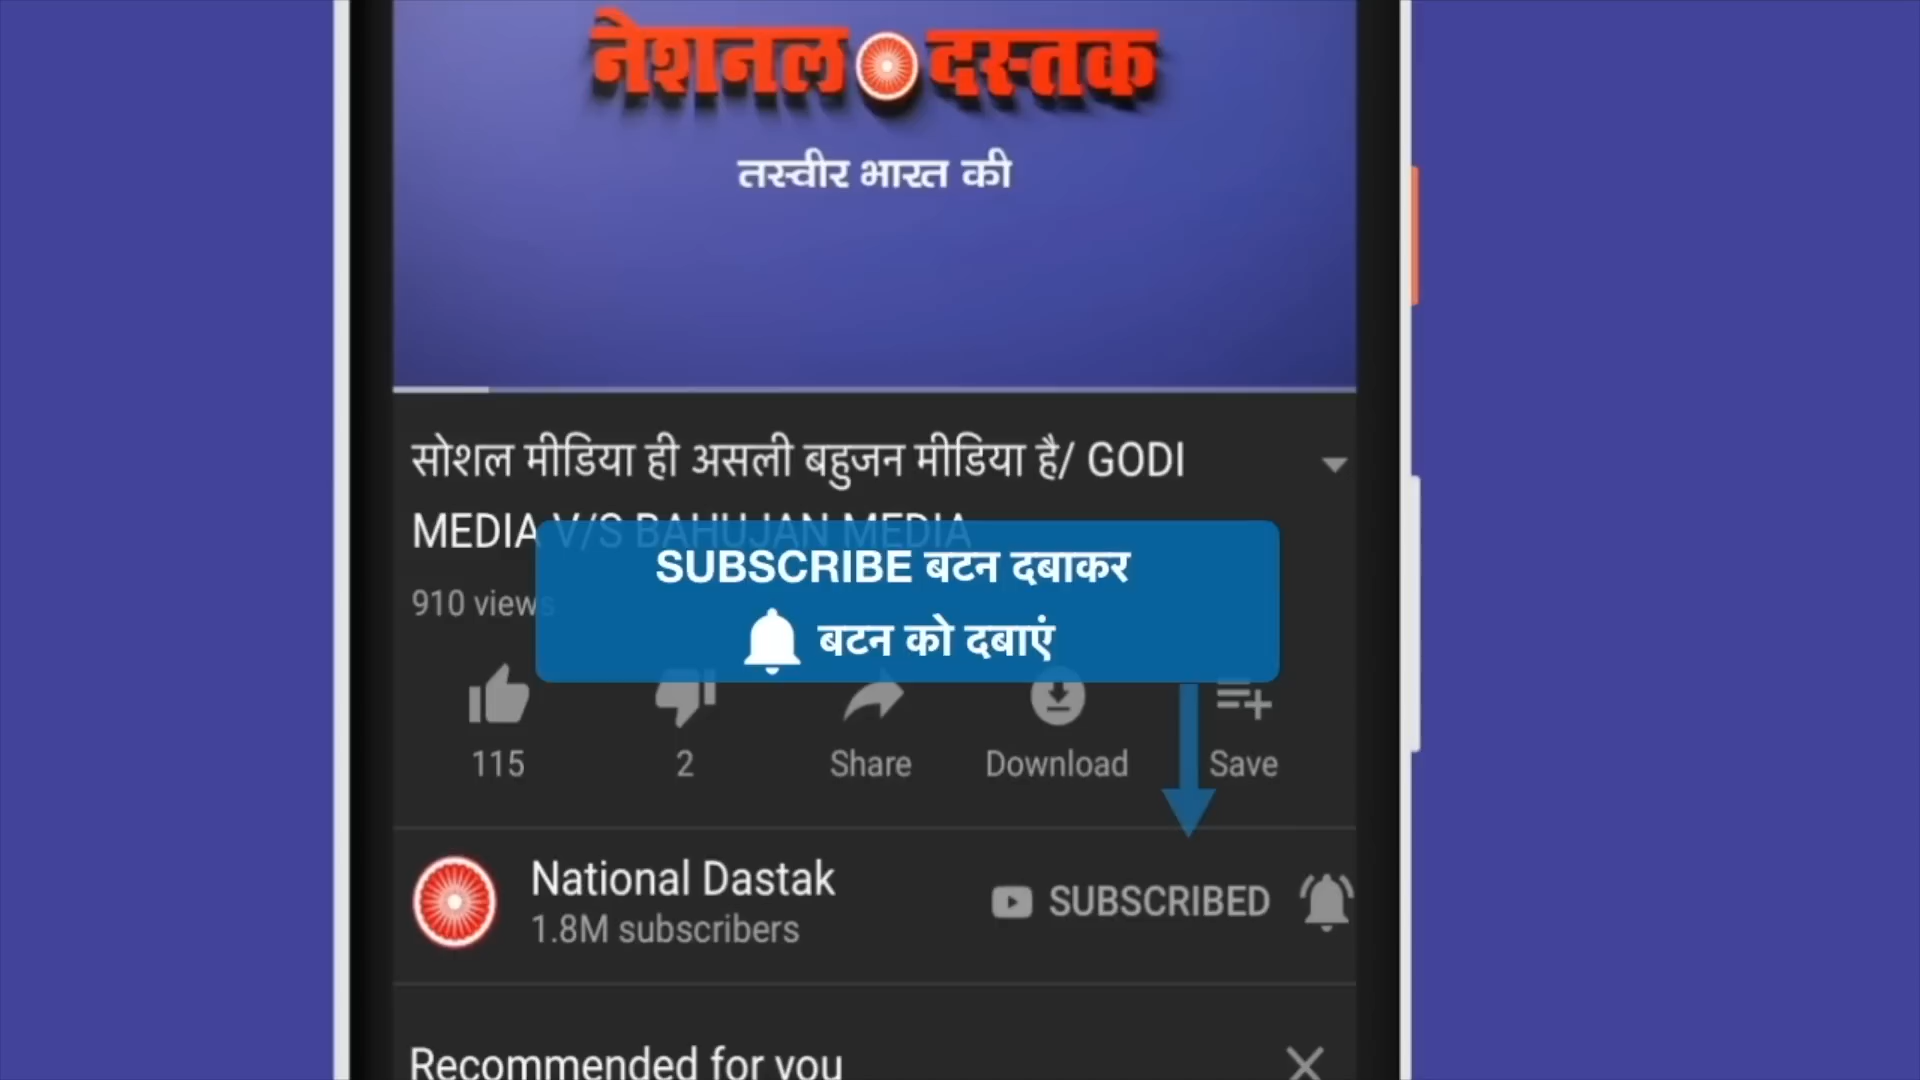 नेशनल दस्तक
तस्वीर भारत की
सोशल मीडिया ही असली बहुजन मीडिया है/ GODI
MEDIA V/S BAHUJAN MEDIA
910 views
SUBSCRIBE बटन दबाकर
बटन को दबाएं
115 2 Share Download Save
National Dastak
1.8M subscribers
SUBSCRIBED
Recommended for you